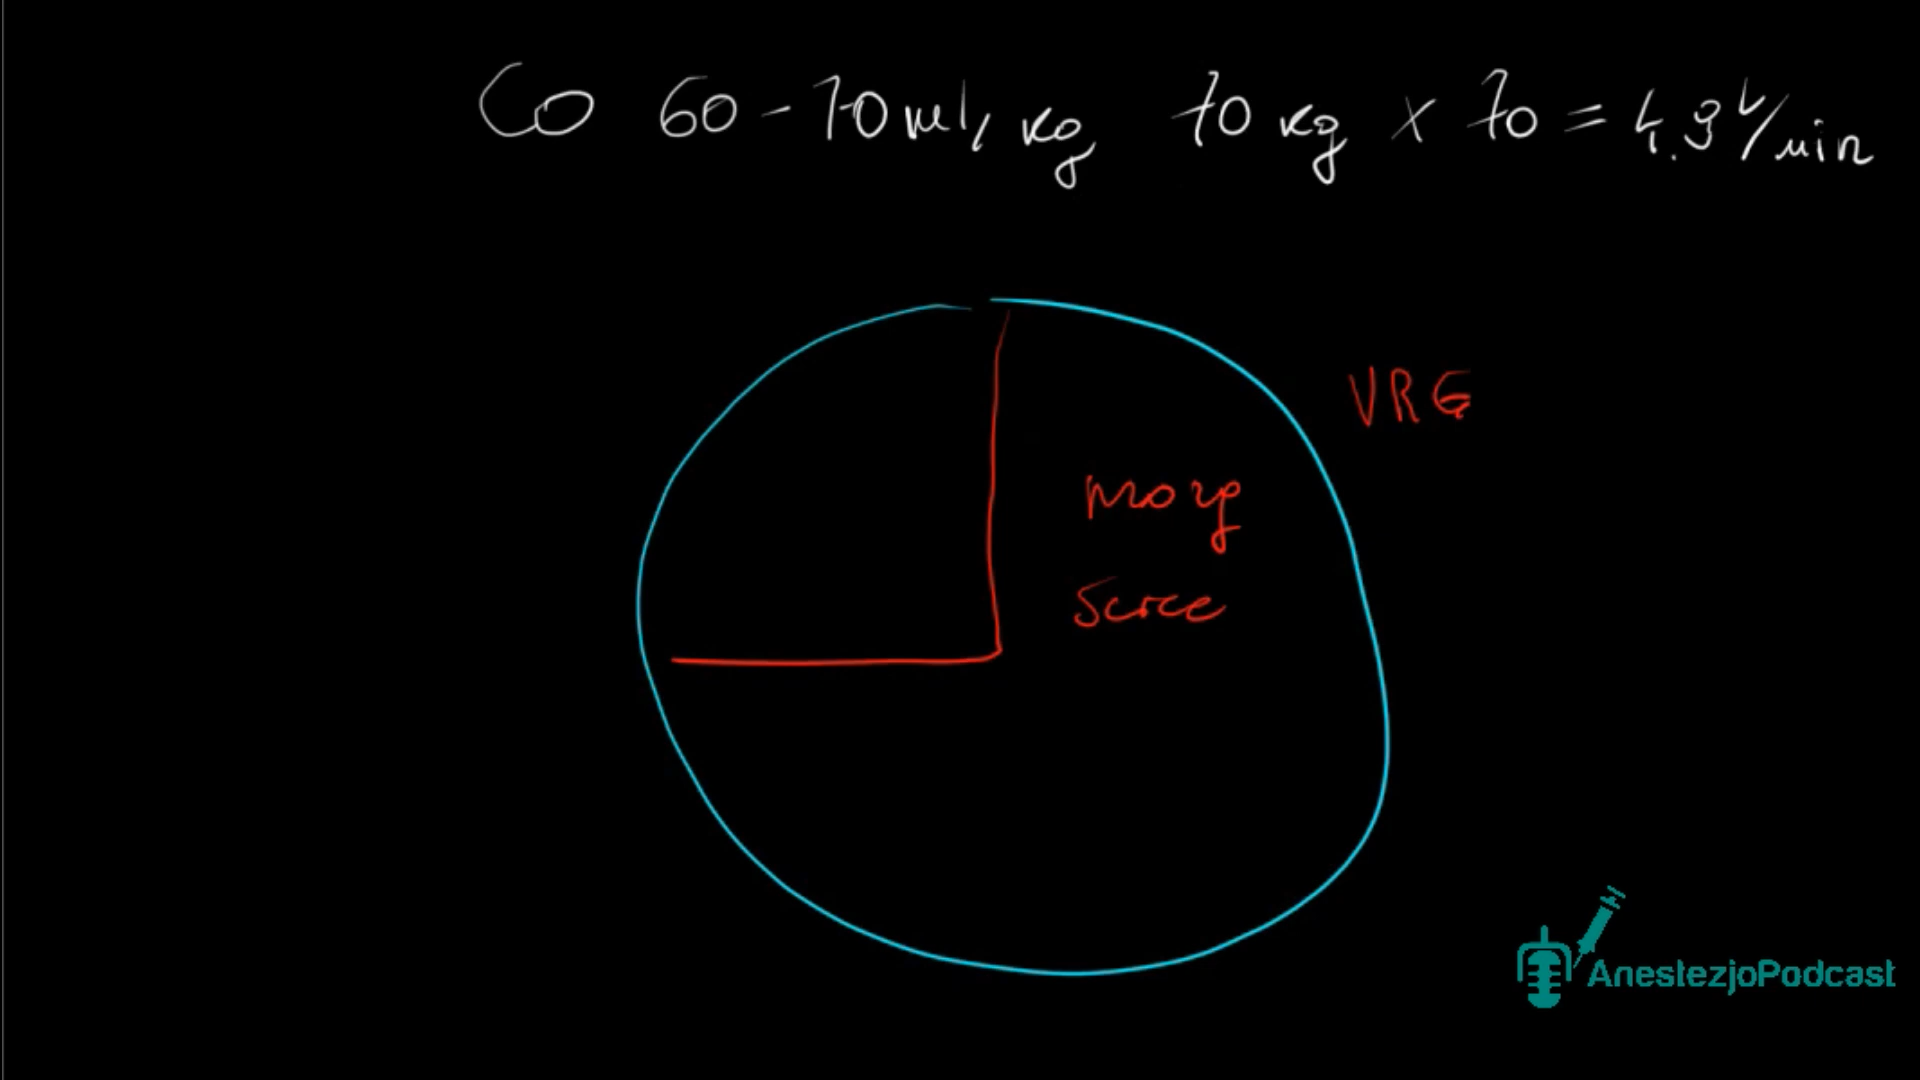 CO 60-70 ml/kg 70 kg x 70 = 4.9 L/min
VRG
mózg
Serce
AnestezjoPodcast